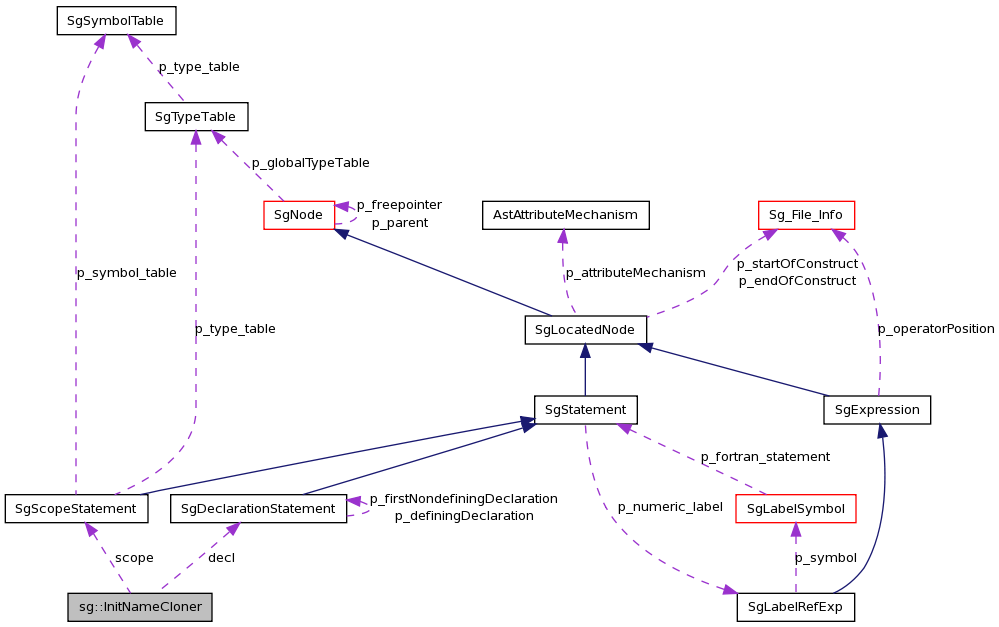 SgSymbolTable
p_type_table
SgTypeTable
p_globalTypeTable
SgNode
p_freepointer
p_parent
AstAttributeMechanism
Sg_File_Info
p_symbol_table
p_attributeMechanism
p_startOfConstruct
p_endOfConstruct
p_type_table
SgLocatedNode
p_operatorPosition
SgStatement
SgExpression
p_fortran_statement
SgScopeStatement
SgDeclarationStatement
p_firstNondefiningDeclaration
p_definingDeclaration
p_numeric_label
SgLabelSymbol
scope
decl
p_symbol
sg::InitNameCloner
SgLabelRefExp